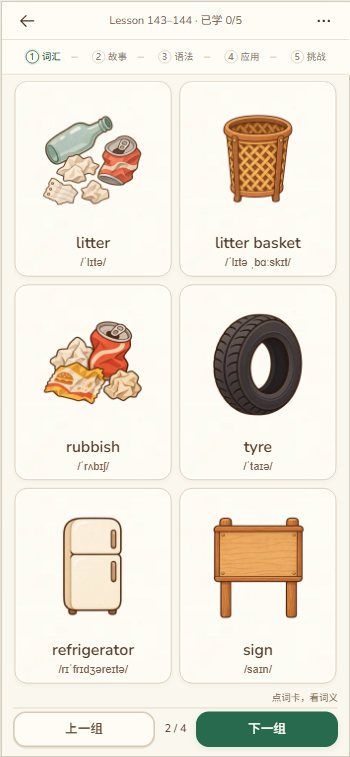 Lesson 143–144 · 已学 0/5
1 词汇 – 2 故事 – 3 语法 – 4 应用 – 5 挑战
litter
/ˈlɪtə/
litter basket
/ˈlɪtə ˌbɑːskɪt/
rubbish
/ˈrʌbɪʃ/
tyre
/ˈtaɪə/
refrigerator
/rɪˈfrɪdʒəreɪtə/
sign
/saɪn/
点词卡，看词义
上一组
2 / 4
下一组